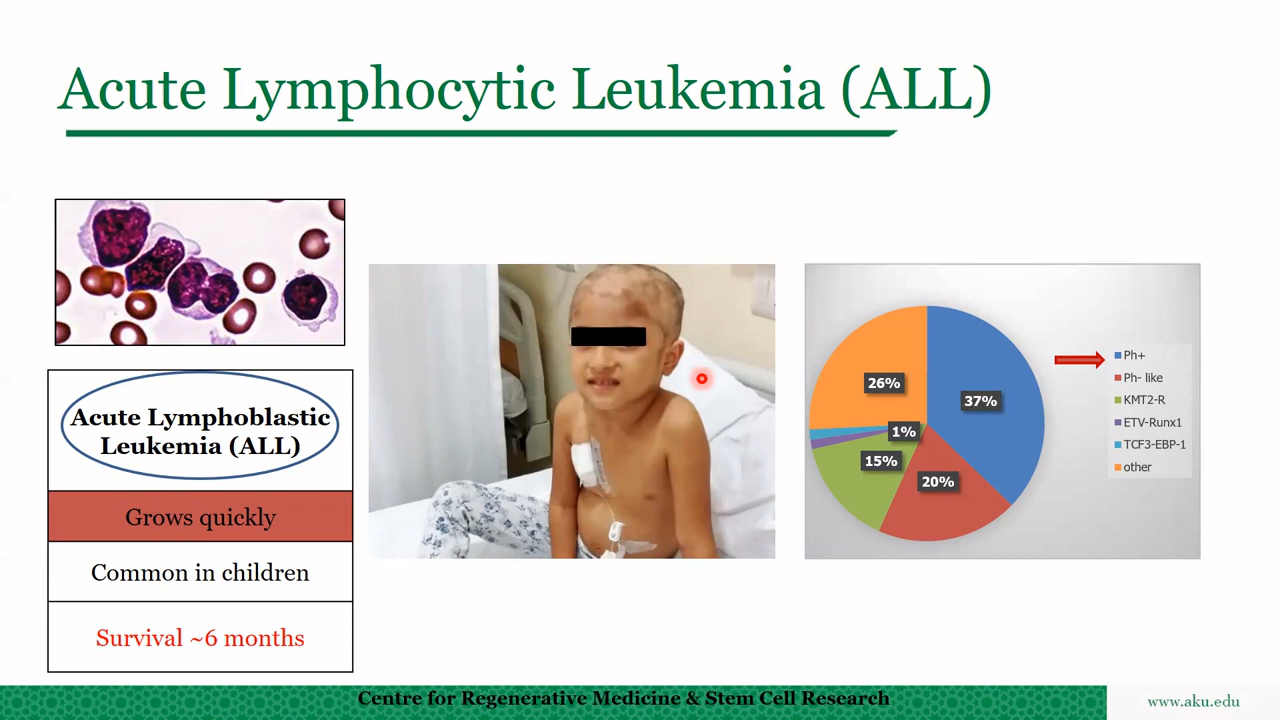 Acute Lymphocytic Leukemia (ALL)
Acute Lymphoblastic
Leukemia (ALL)
Grows quickly
Common in children
Survival ~6 months
26%
37%
1%
15%
20%
Ph+
Ph- like
KMT2-R
ETV-Runx1
TCF3-EBP-1
other
Centre for Regenerative Medicine & Stem Cell Research
www.aku.edu